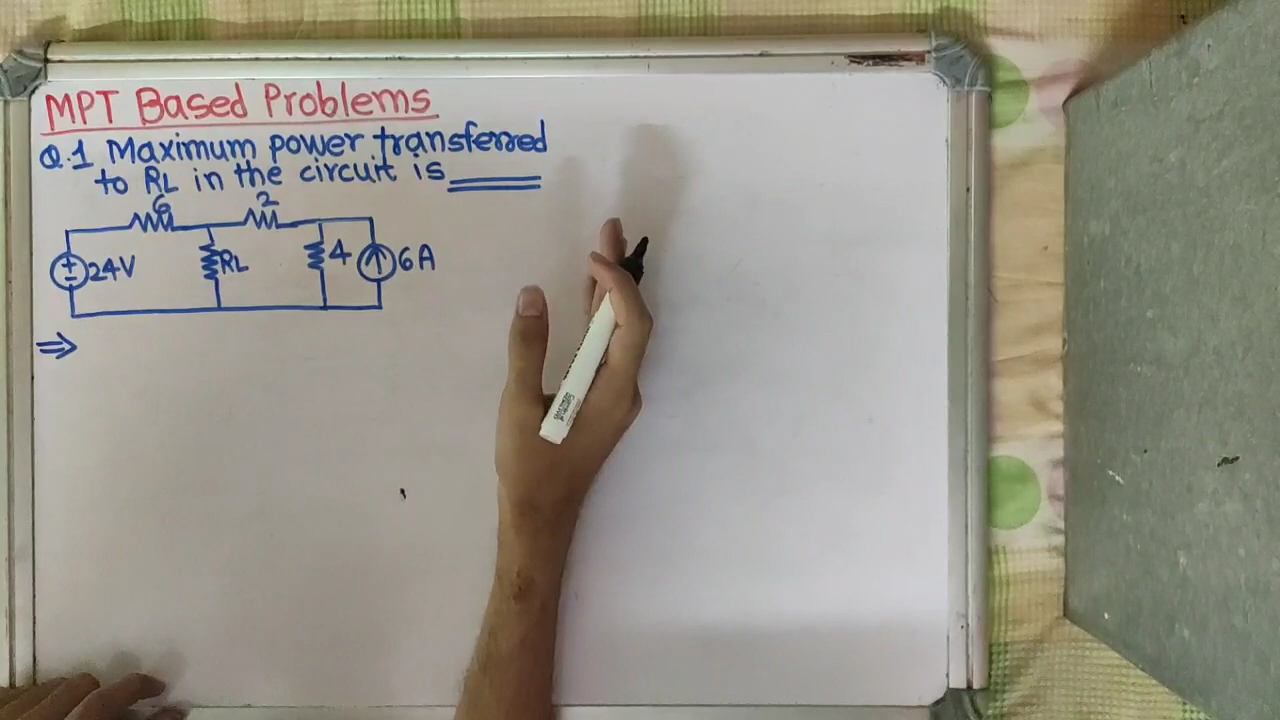 MPT Based Problems
Q.1 Maximum power transferred
to RL in the circuit is
6 2
24V RL 4 6A